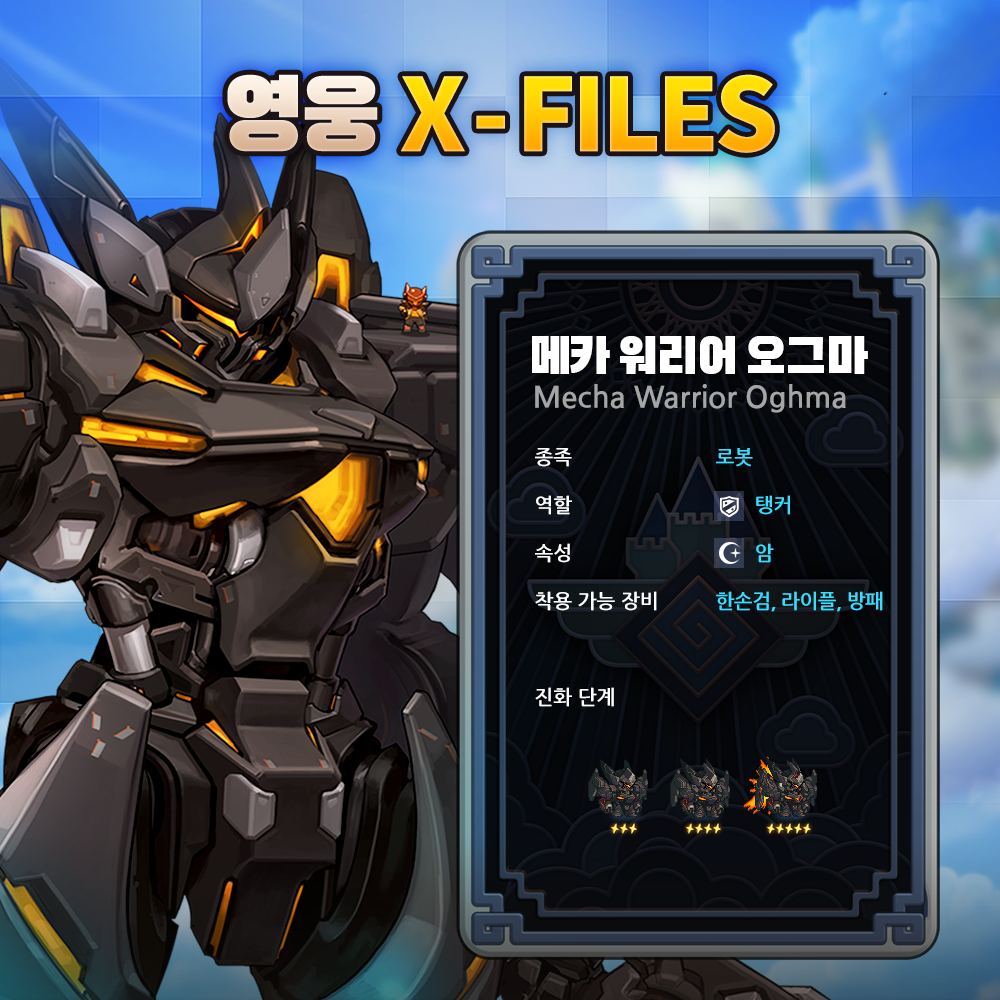 영웅 X-FILES
메카 워리어 오그마
Mecha Warrior Oghma
종족 로봇
역할 탱커
속성 암
착용 가능 장비 한손검, 라이플, 방패
진화 단계